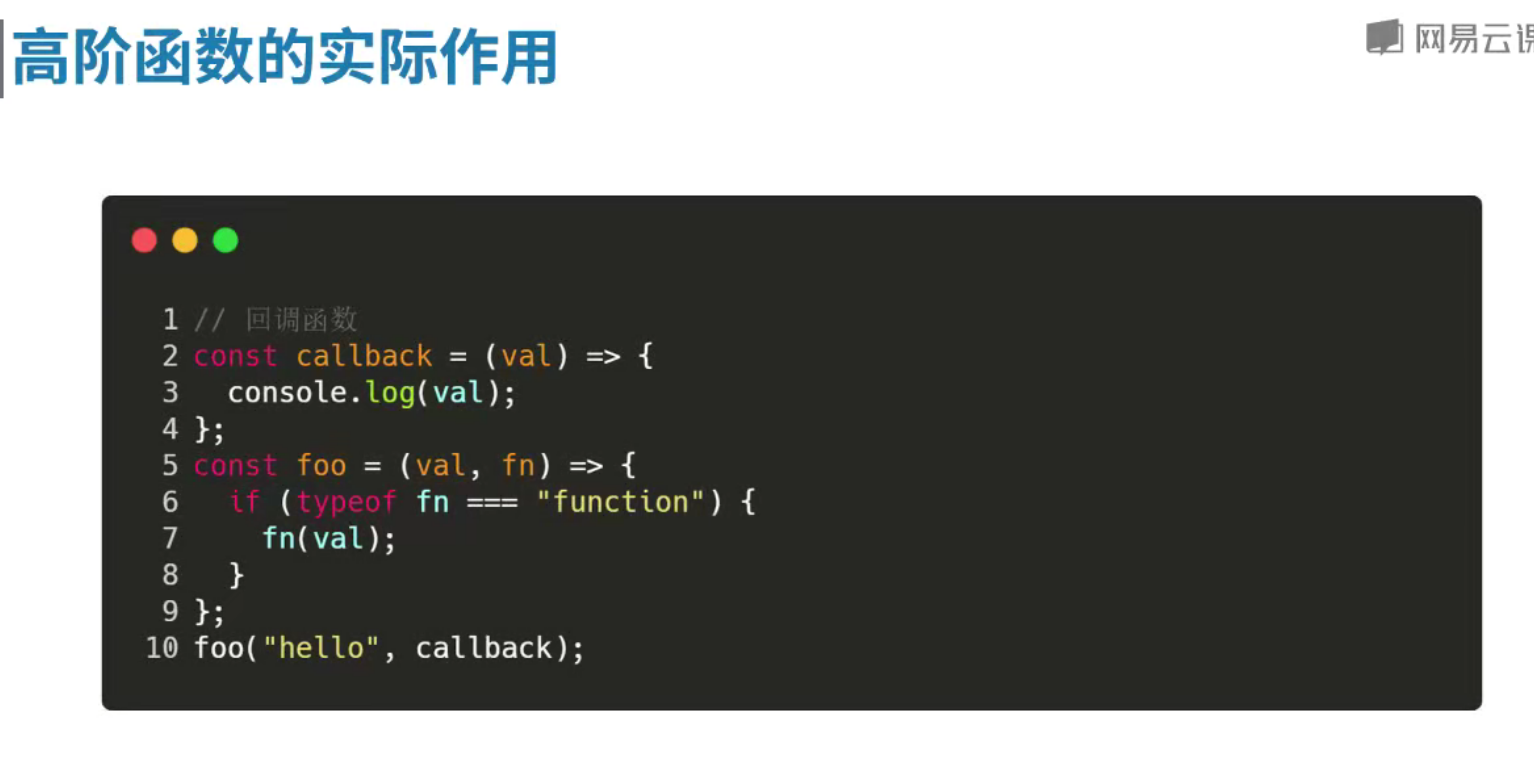 高阶函数的实际作用
网易云课
1 // 回调函数
2 const callback = (val) => {
3   console.log(val);
4 };
5 const foo = (val, fn) => {
6   if (typeof fn === "function") {
7     fn(val);
8   }
9 };
10 foo("hello", callback);